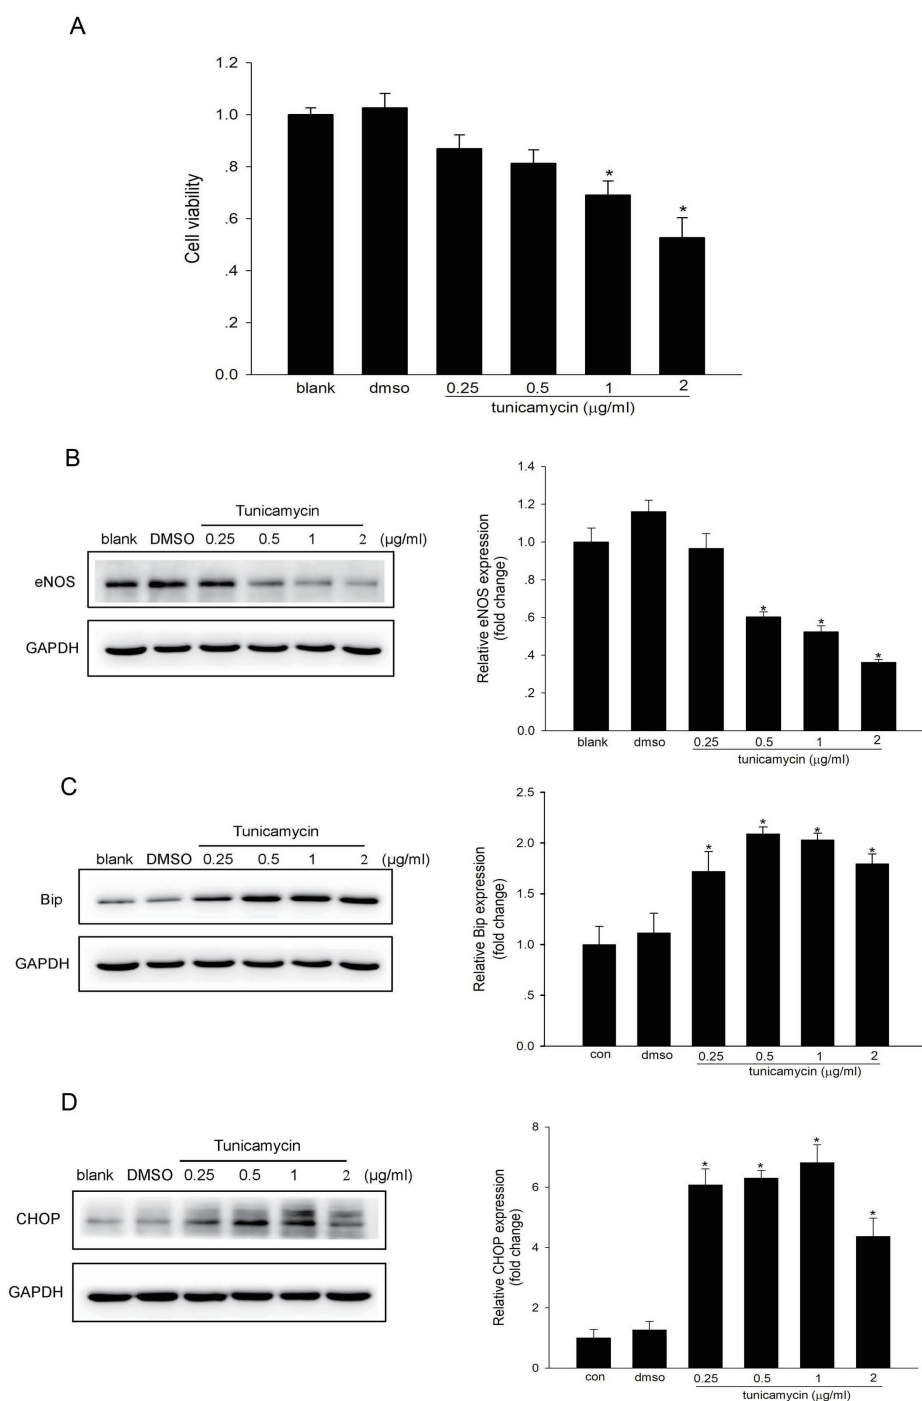 A
1.2
1.0
.8
.6
.4
.2
0.0
Cell viability
* *
blank dmso 0.25 0.5 1 2
tunicamycin (μg/ml)
B
Tunicamycin
blank DMSO 0.25 0.5 1 2 (μg/ml)
eNOS
GAPDH
1.4
1.2
1.0
.8
.6
.4
.2
0.0
Relative eNOS expression
(fold change)
* * *
blank dmso 0.25 0.5 1 2
tunicamycin (μg/ml)
C
Tunicamycin
blank DMSO 0.25 0.5 1 2 (μg/ml)
Bip
GAPDH
2.5
2.0
1.5
1.0
.5
0.0
Relative Bip expression
(fold change)
* * * *
con dmso 0.25 0.5 1 2
tunicamycin (μg/ml)
D
Tunicamycin
blank DMSO 0.25 0.5 1 2 (μg/ml)
CHOP
GAPDH
8
6
4
2
0
Relative CHOP expression
(fold change)
* * * *
con dmso 0.25 0.5 1 2
tunicamycin (μg/ml)